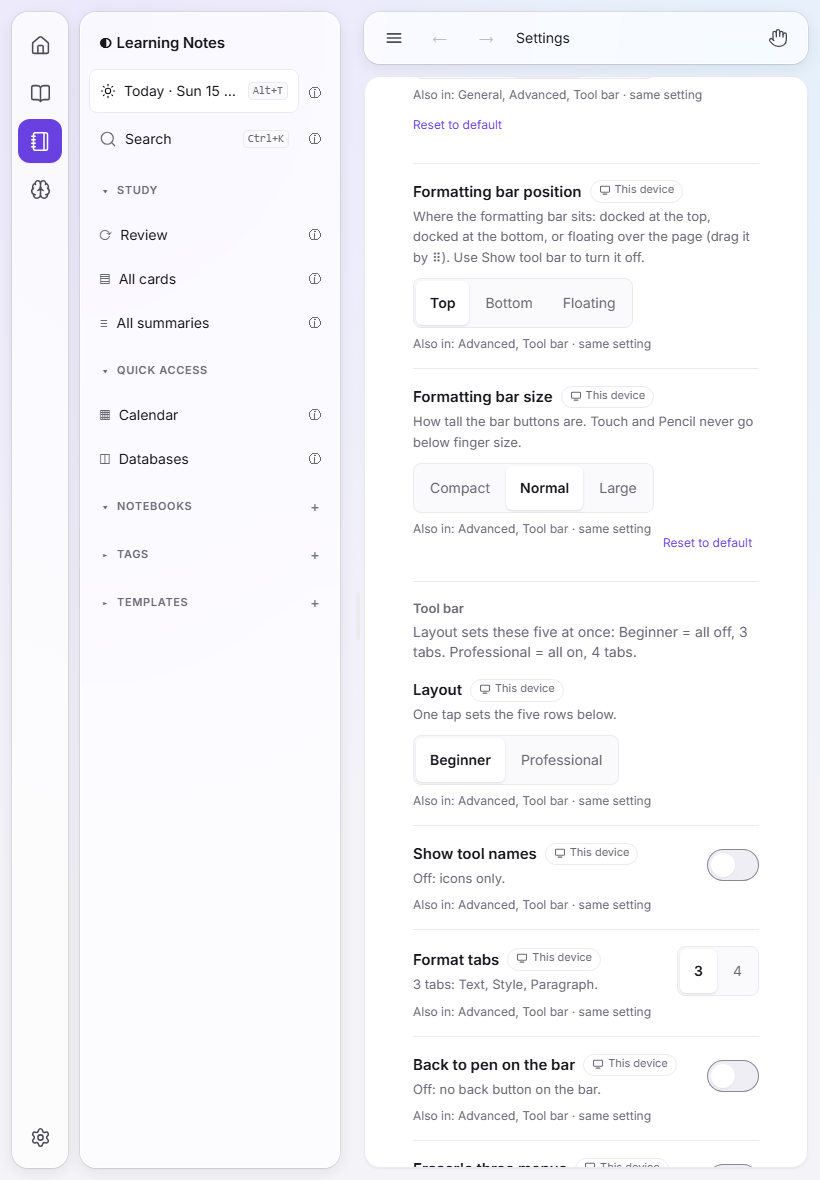 Learning Notes
Today · Sun 15 ...
Alt+T
Search
Ctrl+K
STUDY
Review
All cards
All summaries
QUICK ACCESS
Calendar
Databases
NOTEBOOKS
+
TAGS
+
TEMPLATES
+
← → Settings
Also in: General, Advanced, Tool bar · same setting
Reset to default
Formatting bar position
This device
Where the formatting bar sits: docked at the top,
docked at the bottom, or floating over the page (drag it
by ⠿). Use Show tool bar to turn it off.
Top Bottom Floating
Also in: Advanced, Tool bar · same setting
Formatting bar size
This device
How tall the bar buttons are. Touch and Pencil never go
below finger size.
Compact Normal Large
Also in: Advanced, Tool bar · same setting
Reset to default
Tool bar
Layout sets these five at once: Beginner = all off, 3
tabs. Professional = all on, 4 tabs.
Layout
This device
One tap sets the five rows below.
Beginner Professional
Also in: Advanced, Tool bar · same setting
Show tool names
This device
Off: icons only.
Also in: Advanced, Tool bar · same setting
Format tabs
This device
3 tabs: Text, Style, Paragraph.
3 4
Also in: Advanced, Tool bar · same setting
Back to pen on the bar
This device
Off: no back button on the bar.
Also in: Advanced, Tool bar · same setting
This device